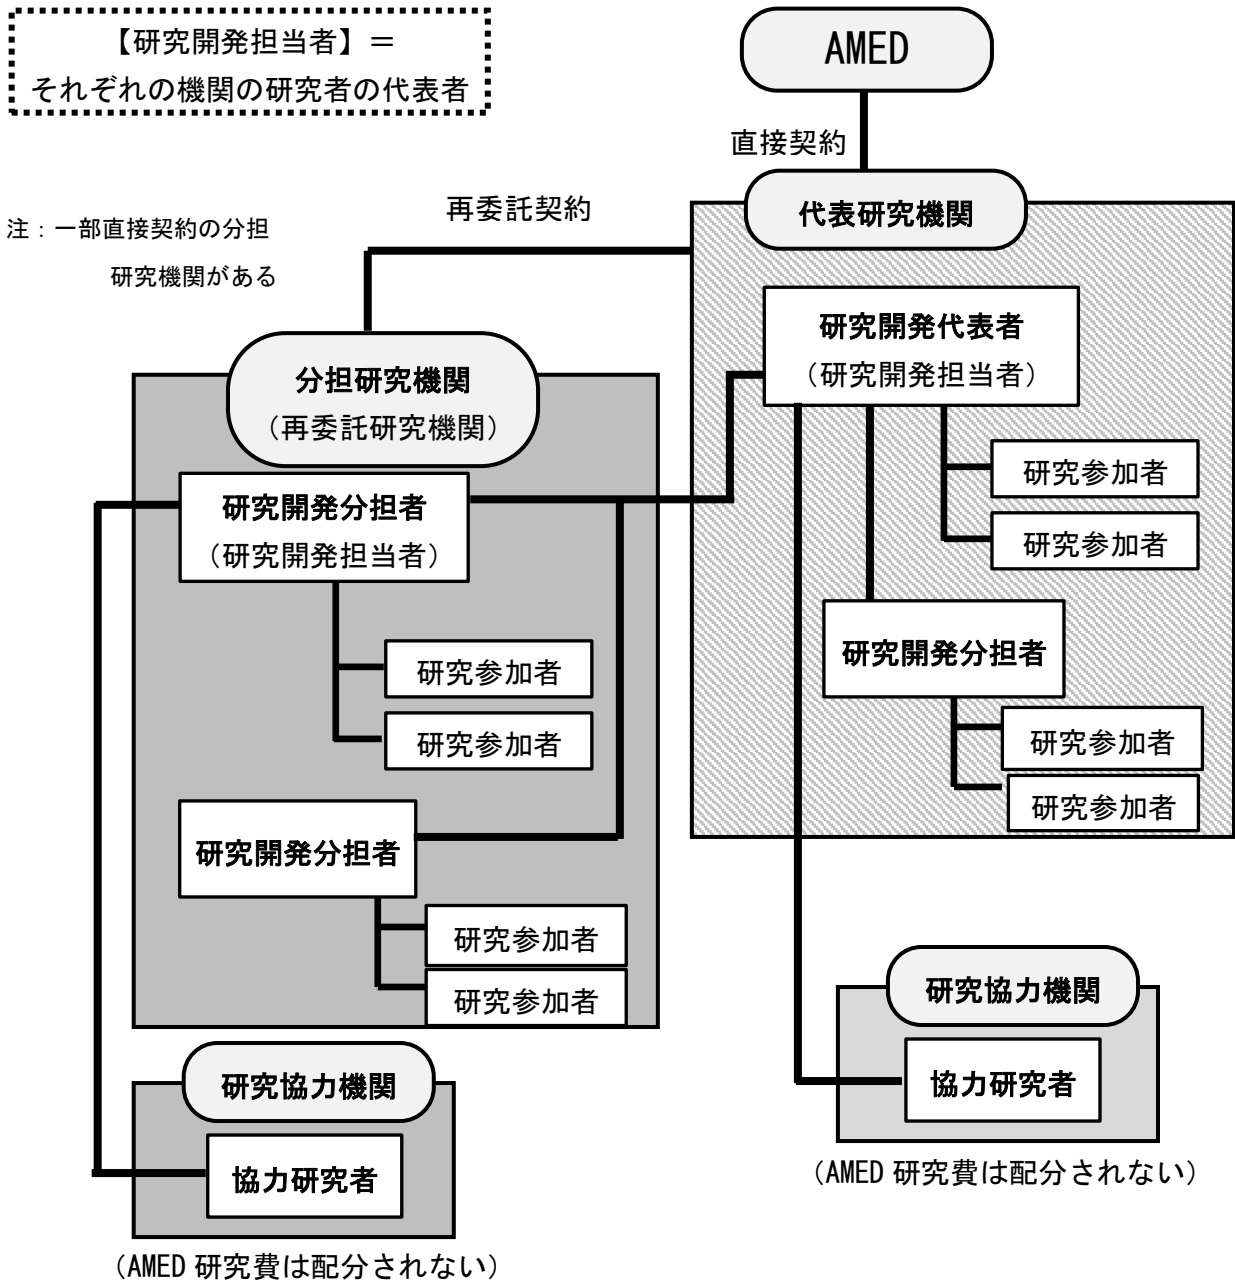 【研究開発担当者】＝
それぞれの機関の研究者の代表者
AMED
直接契約
代表研究機関
再委託契約
注：一部直接契約の分担
研究機関がある
研究開発代表者
（研究開発担当者）
研究参加者
研究参加者
研究開発分担者
研究参加者
研究参加者
分担研究機関
（再委託研究機関）
研究開発分担者
（研究開発担当者）
研究参加者
研究参加者
研究開発分担者
研究参加者
研究参加者
研究協力機関
協力研究者
（AMED 研究費は配分されない）
研究協力機関
協力研究者
（AMED 研究費は配分されない）